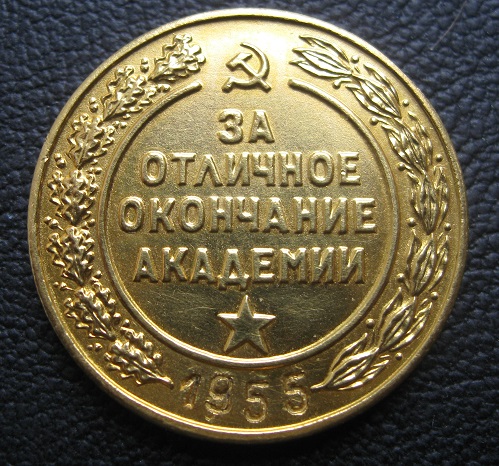 ЗА
ОТЛИЧНОЕ
ОКОНЧАНИЕ
АКАДЕМИИ
1955